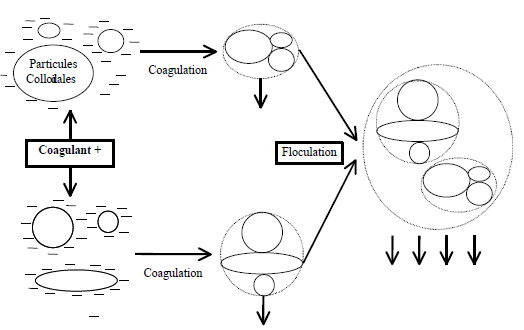 Particules
Colloïdales
Coagulation
Coagulant +
Floculation
Coagulation